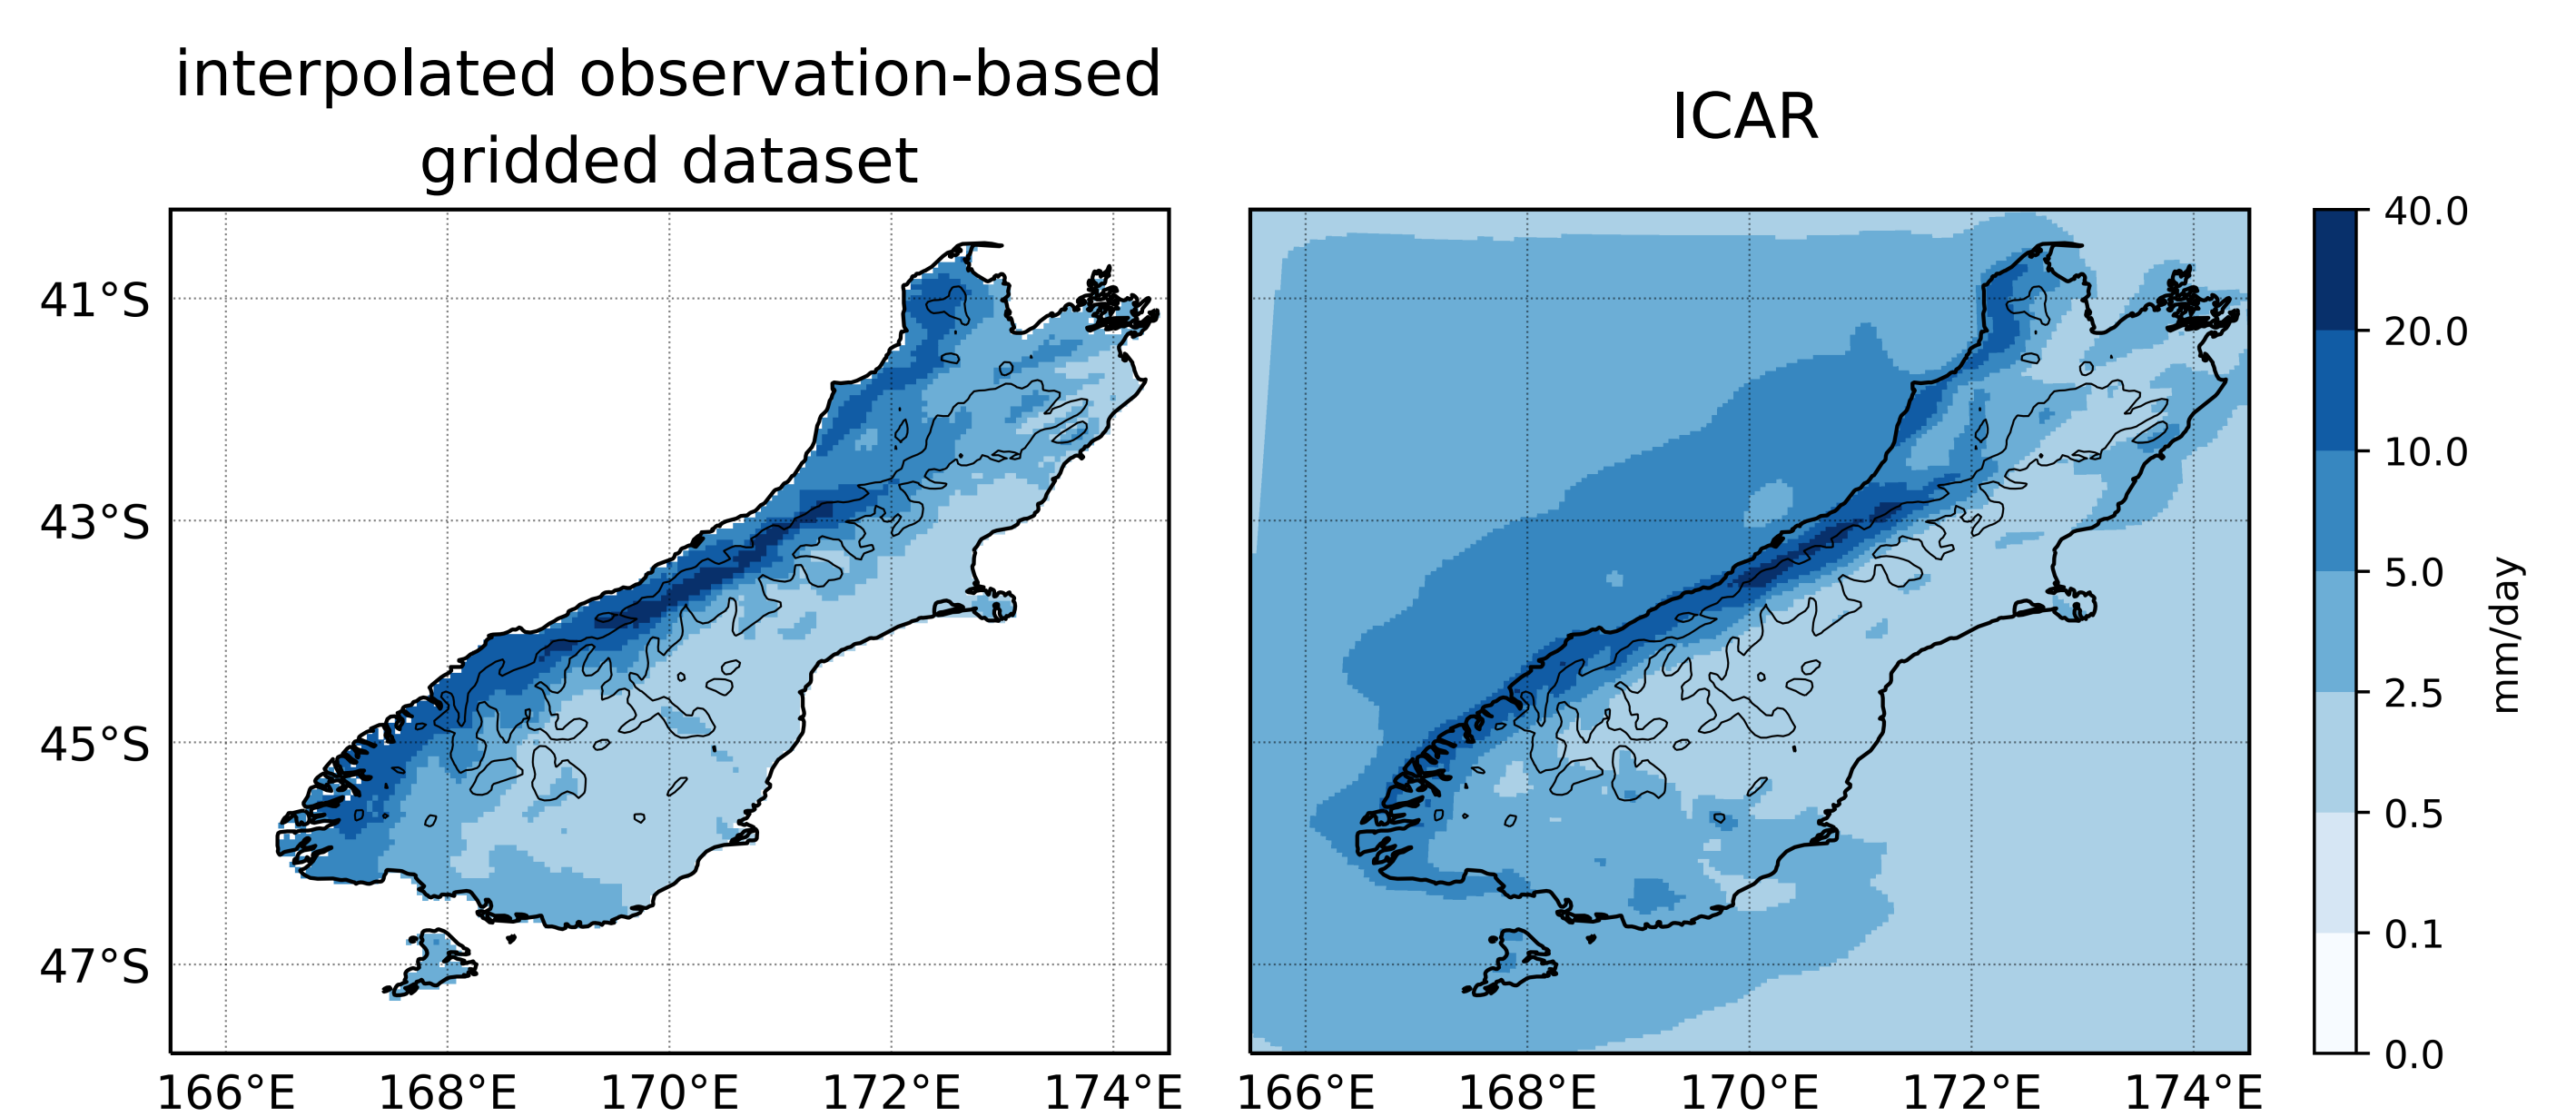 interpolated observation-based
gridded dataset
ICAR
41°S
43°S
45°S
47°S
166°E
168°E
170°E
172°E
174°E
166°E
168°E
170°E
172°E
174°E
40.0
20.0
10.0
5.0
2.5
0.5
0.1
0.0
mm/day